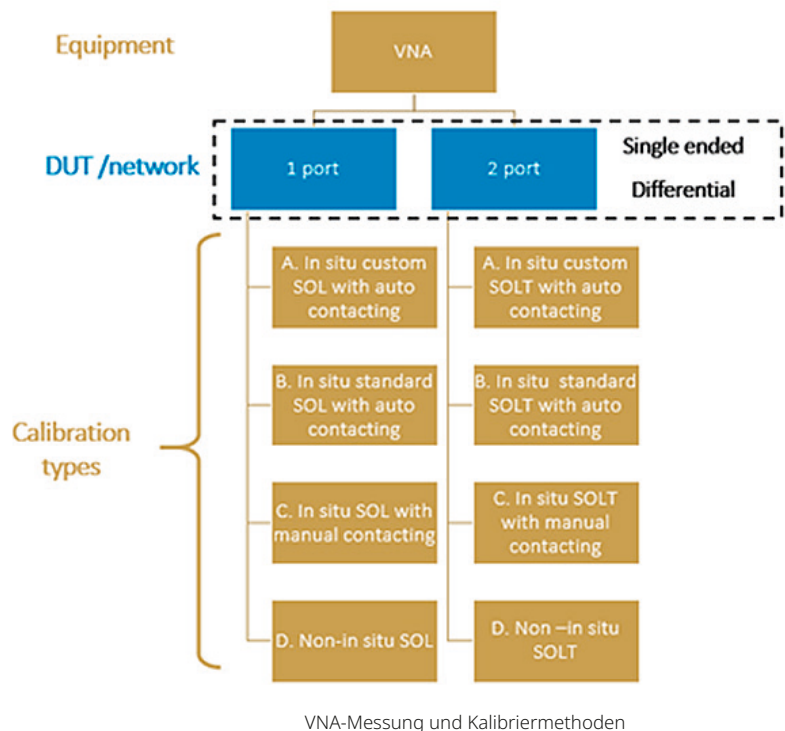 Equipment
VNA
DUT /network
1 port
2 port
Single ended
Differential
Calibration
types
A. In situ custom
SOL with auto
contacting
A. In situ custom
SOLT with auto
contacting
B. In situ standard
SOL with auto
contacting
B. In situ standard
SOLT with auto
contacting
C. In situ SOL with
manual contacting
C. In situ SOLT
with manual
contacting
D. Non-in situ SOL
D. Non –in situ
SOLT
VNA-Messung und Kalibriermethoden